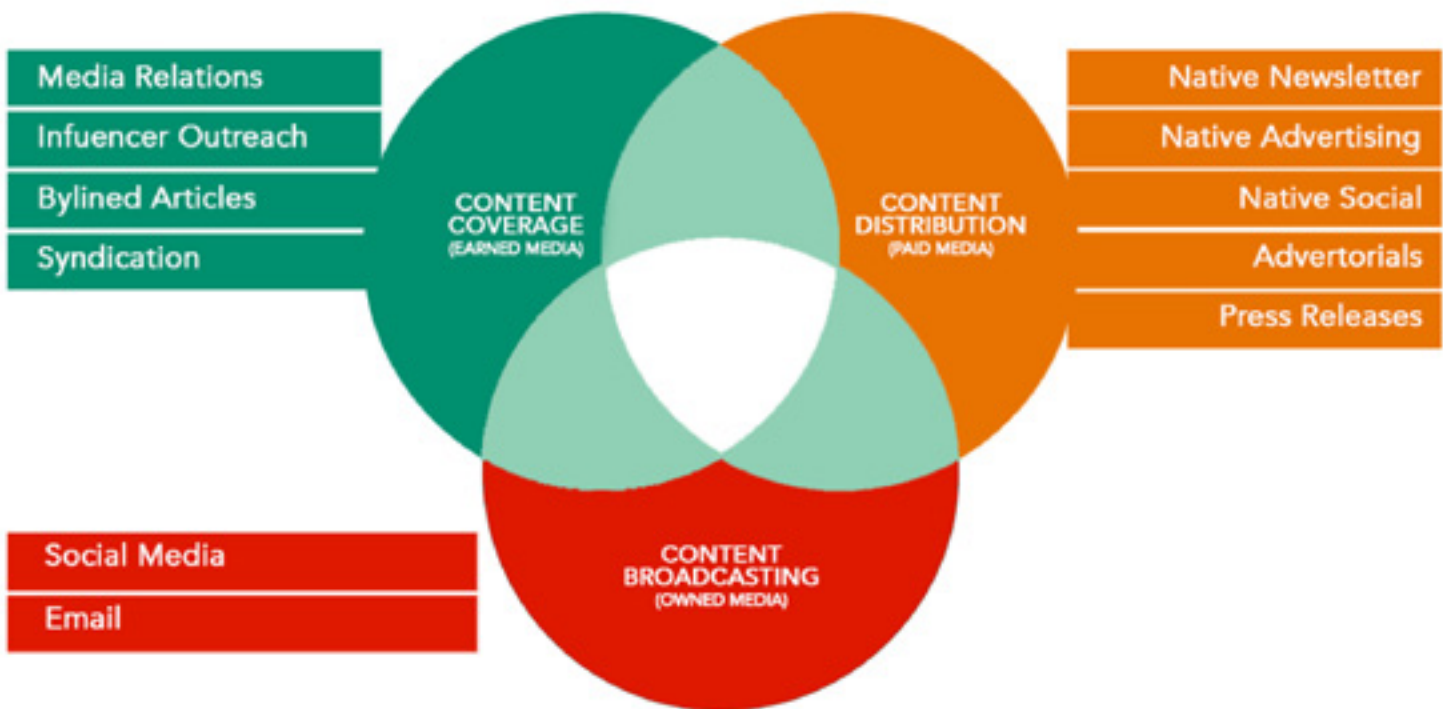 Media Relations
Infuencer Outreach
Bylined Articles
Syndication
CONTENT
COVERAGE
(EARNED MEDIA)
CONTENT
DISTRIBUTION
(PAID MEDIA)
Native Newsletter
Native Advertising
Native Social
Advertorials
Press Releases
Social Media
Email
CONTENT
BROADCASTING
(OWNED MEDIA)